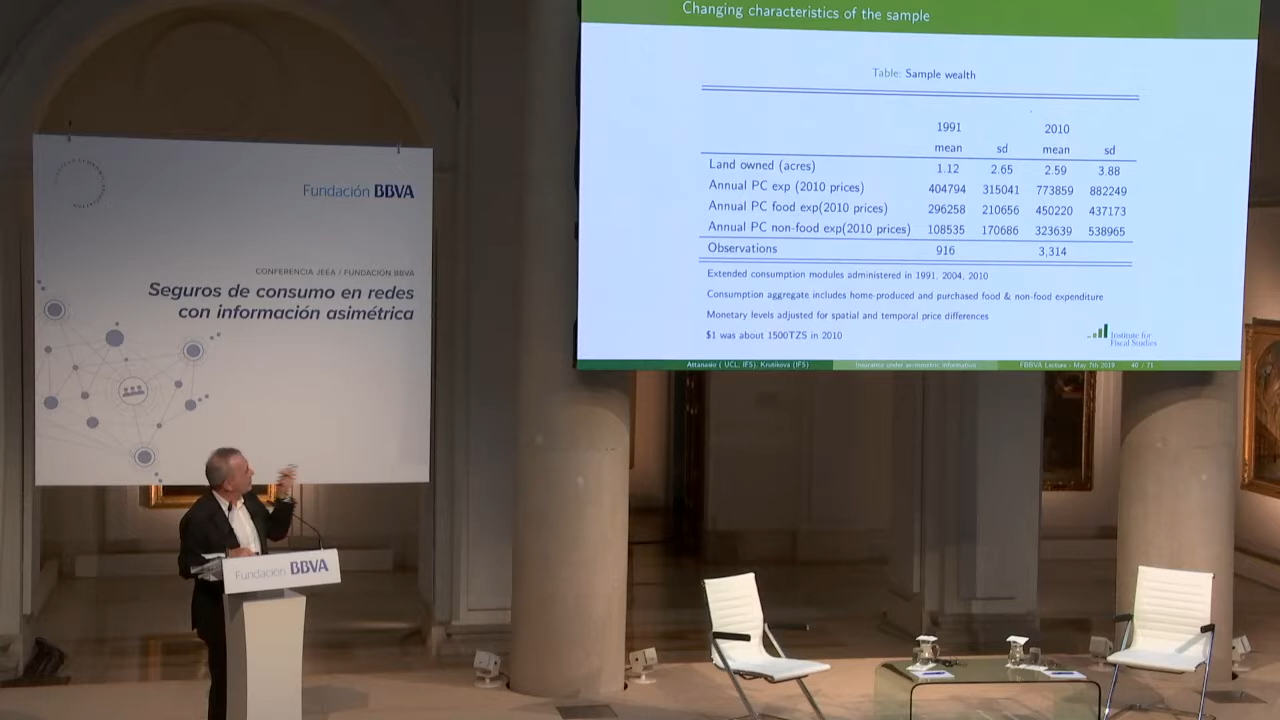 Changing characteristics of the sample
Table: Sample wealth
1991 2010
mean sd mean sd
Land owned (acres) 1.12 2.65 2.59 3.88
Annual PC exp (2010 prices) 404794 315041 773859 882249
Annual PC food exp(2010 prices) 296258 210656 450220 437173
Annual PC non-food exp(2010 prices) 108535 170686 323639 538965
Observations 916 3,314
Extended consumption modules administered in 1991, 2004, 2010
Consumption aggregate includes home-produced and purchased food & non-food expenditure
Monetary levels adjusted for spatial and temporal price differences
$1 was about 1500TZS in 2010
Institute for
Fiscal Studies
Attanasio ( UCL, IFS), Krutikova (IFS) Insurance under asymmetric information FBBVA Lecture - May 7th 2019 40 / 71
Fundación BBVA
CONFERENCIA JEEA / FUNDACIÓN BBVA
Seguros de consumo en redes
con información asimétrica
Fundación BBVA